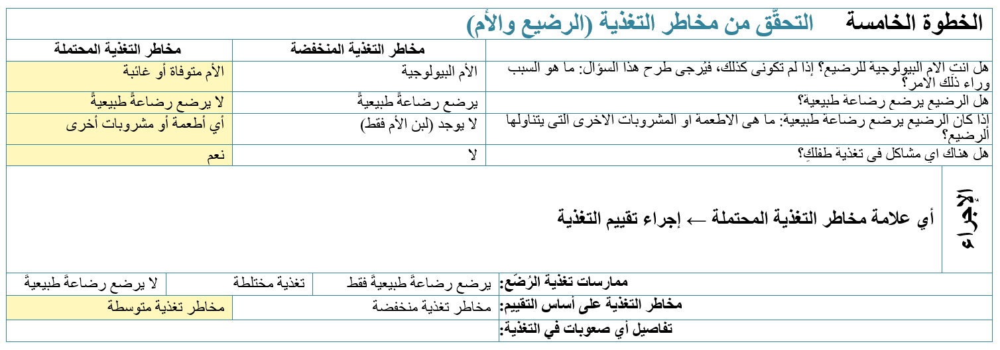 الخطوة الخامسة التحقّق من مخاطر التغذية (الرضيع والأم)
مخاطر التغذية المنخفضة مخاطر التغذية المحتملة
هل انتِ الام البيولوجية للرضيع؟ إذا لم تكونى كذلك، فيُرجى طرح هذا السؤال: ما هو السبب
وراء ذلك الامر؟
الأم البيولوجية
الأم متوفاة أو غائبة
هل الرضيع يرضع رضاعة طبيعية؟
يرضع رضاعةً طبيعيةً
لا يرضع رضاعةً طبيعيةً
إذا كان الرضيع يرضع رضاعة طبيعية: ما هى الاطعمة او المشروبات الاخرى التى يتناولها
الرضيع؟
لا يوجد (لبن الأم فقط)
أي أطعمة أو مشروبات أخرى
هل هناك اي مشاكل فى تغذية طفلكِ؟
لا
نعم
الإجراء
أي علامة مخاطر التغذية المحتملة ← إجراء تقييم التغذية
ممارسات تغذية الرُضّع: يرضع رضاعةً طبيعيةً فقط تغذية مختلطة لا يرضع رضاعةً طبيعيةً
مخاطر التغذية على أساس التقييم: مخاطر تغذية منخفضة مخاطر تغذية متوسطة
تفاصيل أي صعوبات في التغذية: